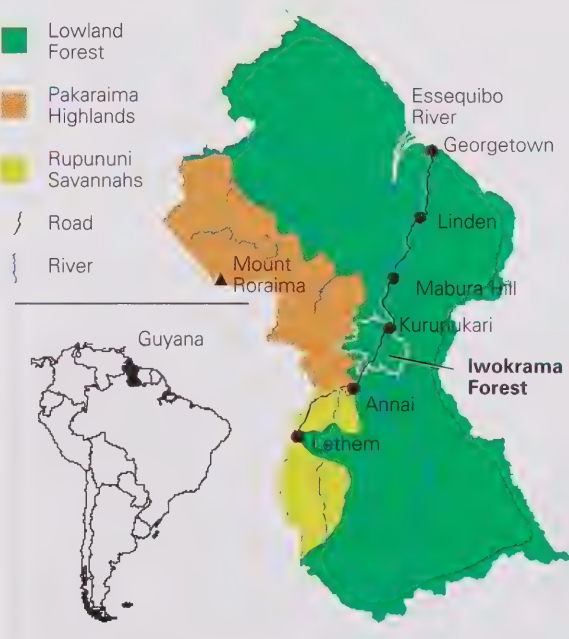 Lowland
Forest
Pakaraima
Highlands
Rupununi
Savannahs
Road
River
Essequibo
River
Georgetown
Linden
Mount
Roraima
Mabura Hill
Kurunukari
Iwokrama
Forest
Annai
Lethem
Guyana